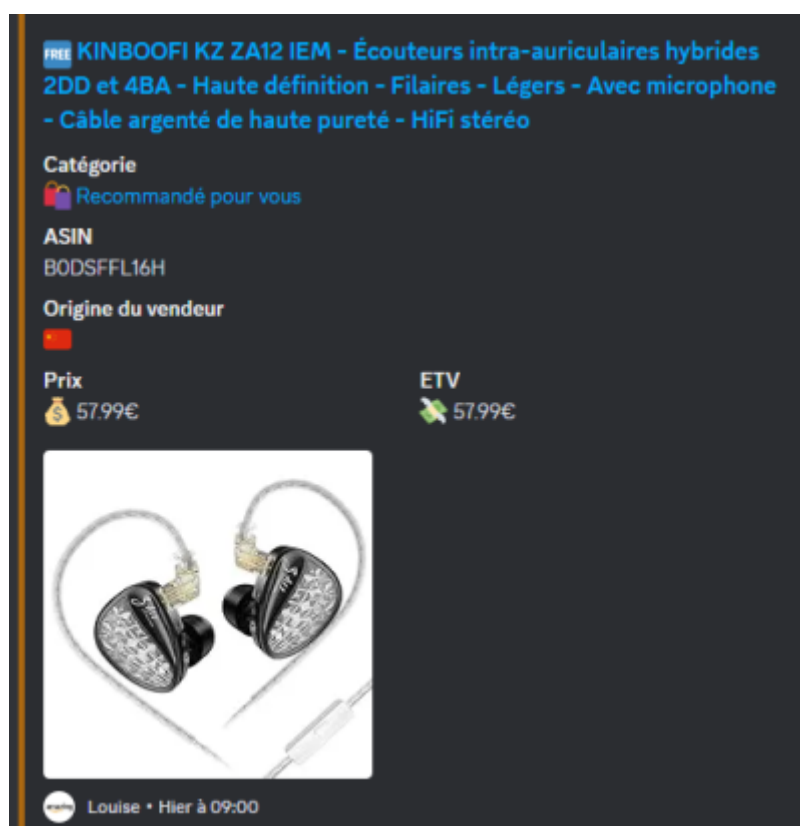 FREE KINBOOFI KZ ZA12 IEM - Écouteurs intra-auriculaires hybrides
2DD et 4BA - Haute définition - Filaires - Légers - Avec microphone
- Câble argenté de haute pureté - HiFi stéréo
Catégorie
Recommandé pour vous
ASIN
B0DSFFL16H
Origine du vendeur
Prix
ETV
57.99€
57.99€
Louise • Hier à 09:00